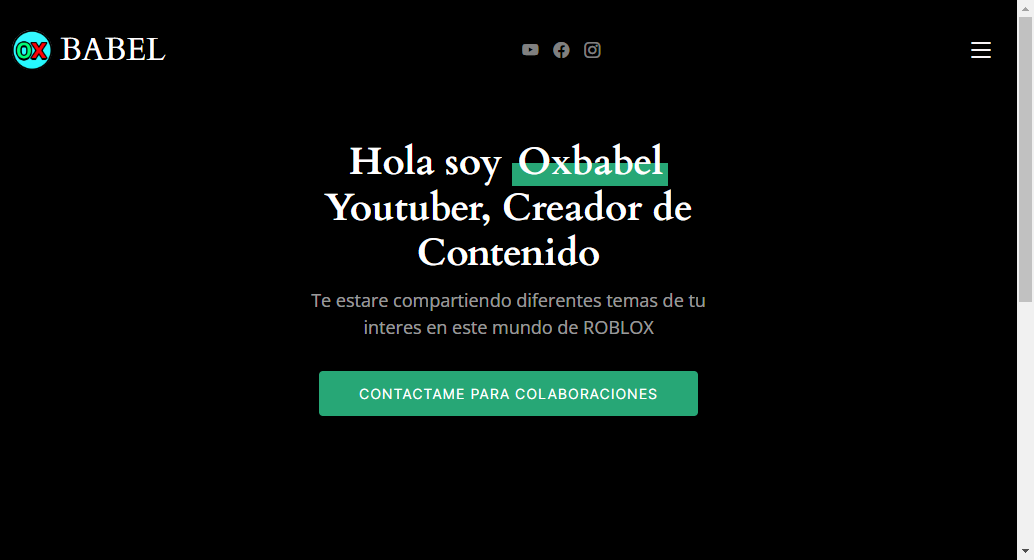 OX BABEL
Hola soy Oxbabel
Youtuber, Creador de
Contenido
Te estare compartiendo diferentes temas de tu
interes en este mundo de ROBLOX
CONTACTAME PARA COLABORACIONES